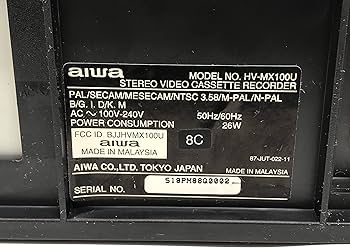 aiwa MODEL NO. HV-MX100U
STEREO VIDEO CASSETTE RECORDER
PAL/SECAM/MESECAM/NTSC 3.58/M-PAL/N-PAL
B/G. I. D/K. M
AC ~ 100V-240V 50Hz/60Hz
POWER CONSUMPTION 26W
FCC ID BJJHVMX100U
aiwa
MADE IN MALAYSIA
8C
87-JUT-022-11
AIWA CO.,LTD. TOKYO JAPAN MADE IN MALAYSIA
SERIAL NO.